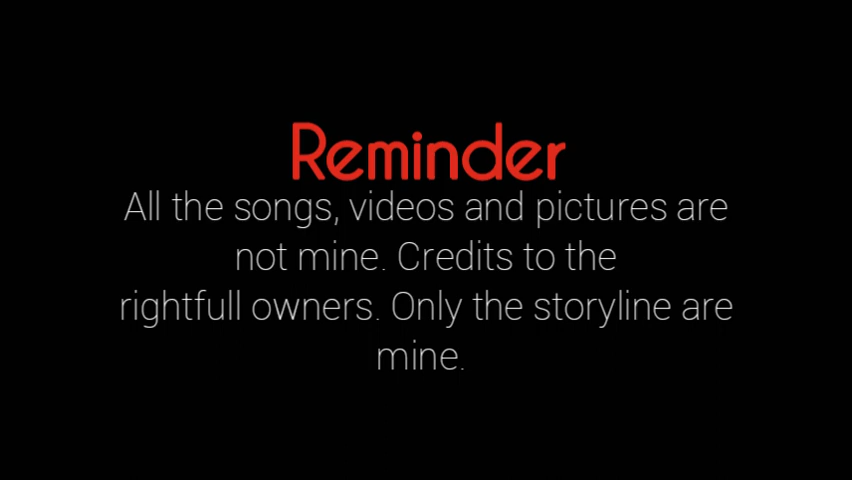 Reminder
All the songs, videos and pictures are
not mine. Credits to the
rightfull owners. Only the storyline are
mine.